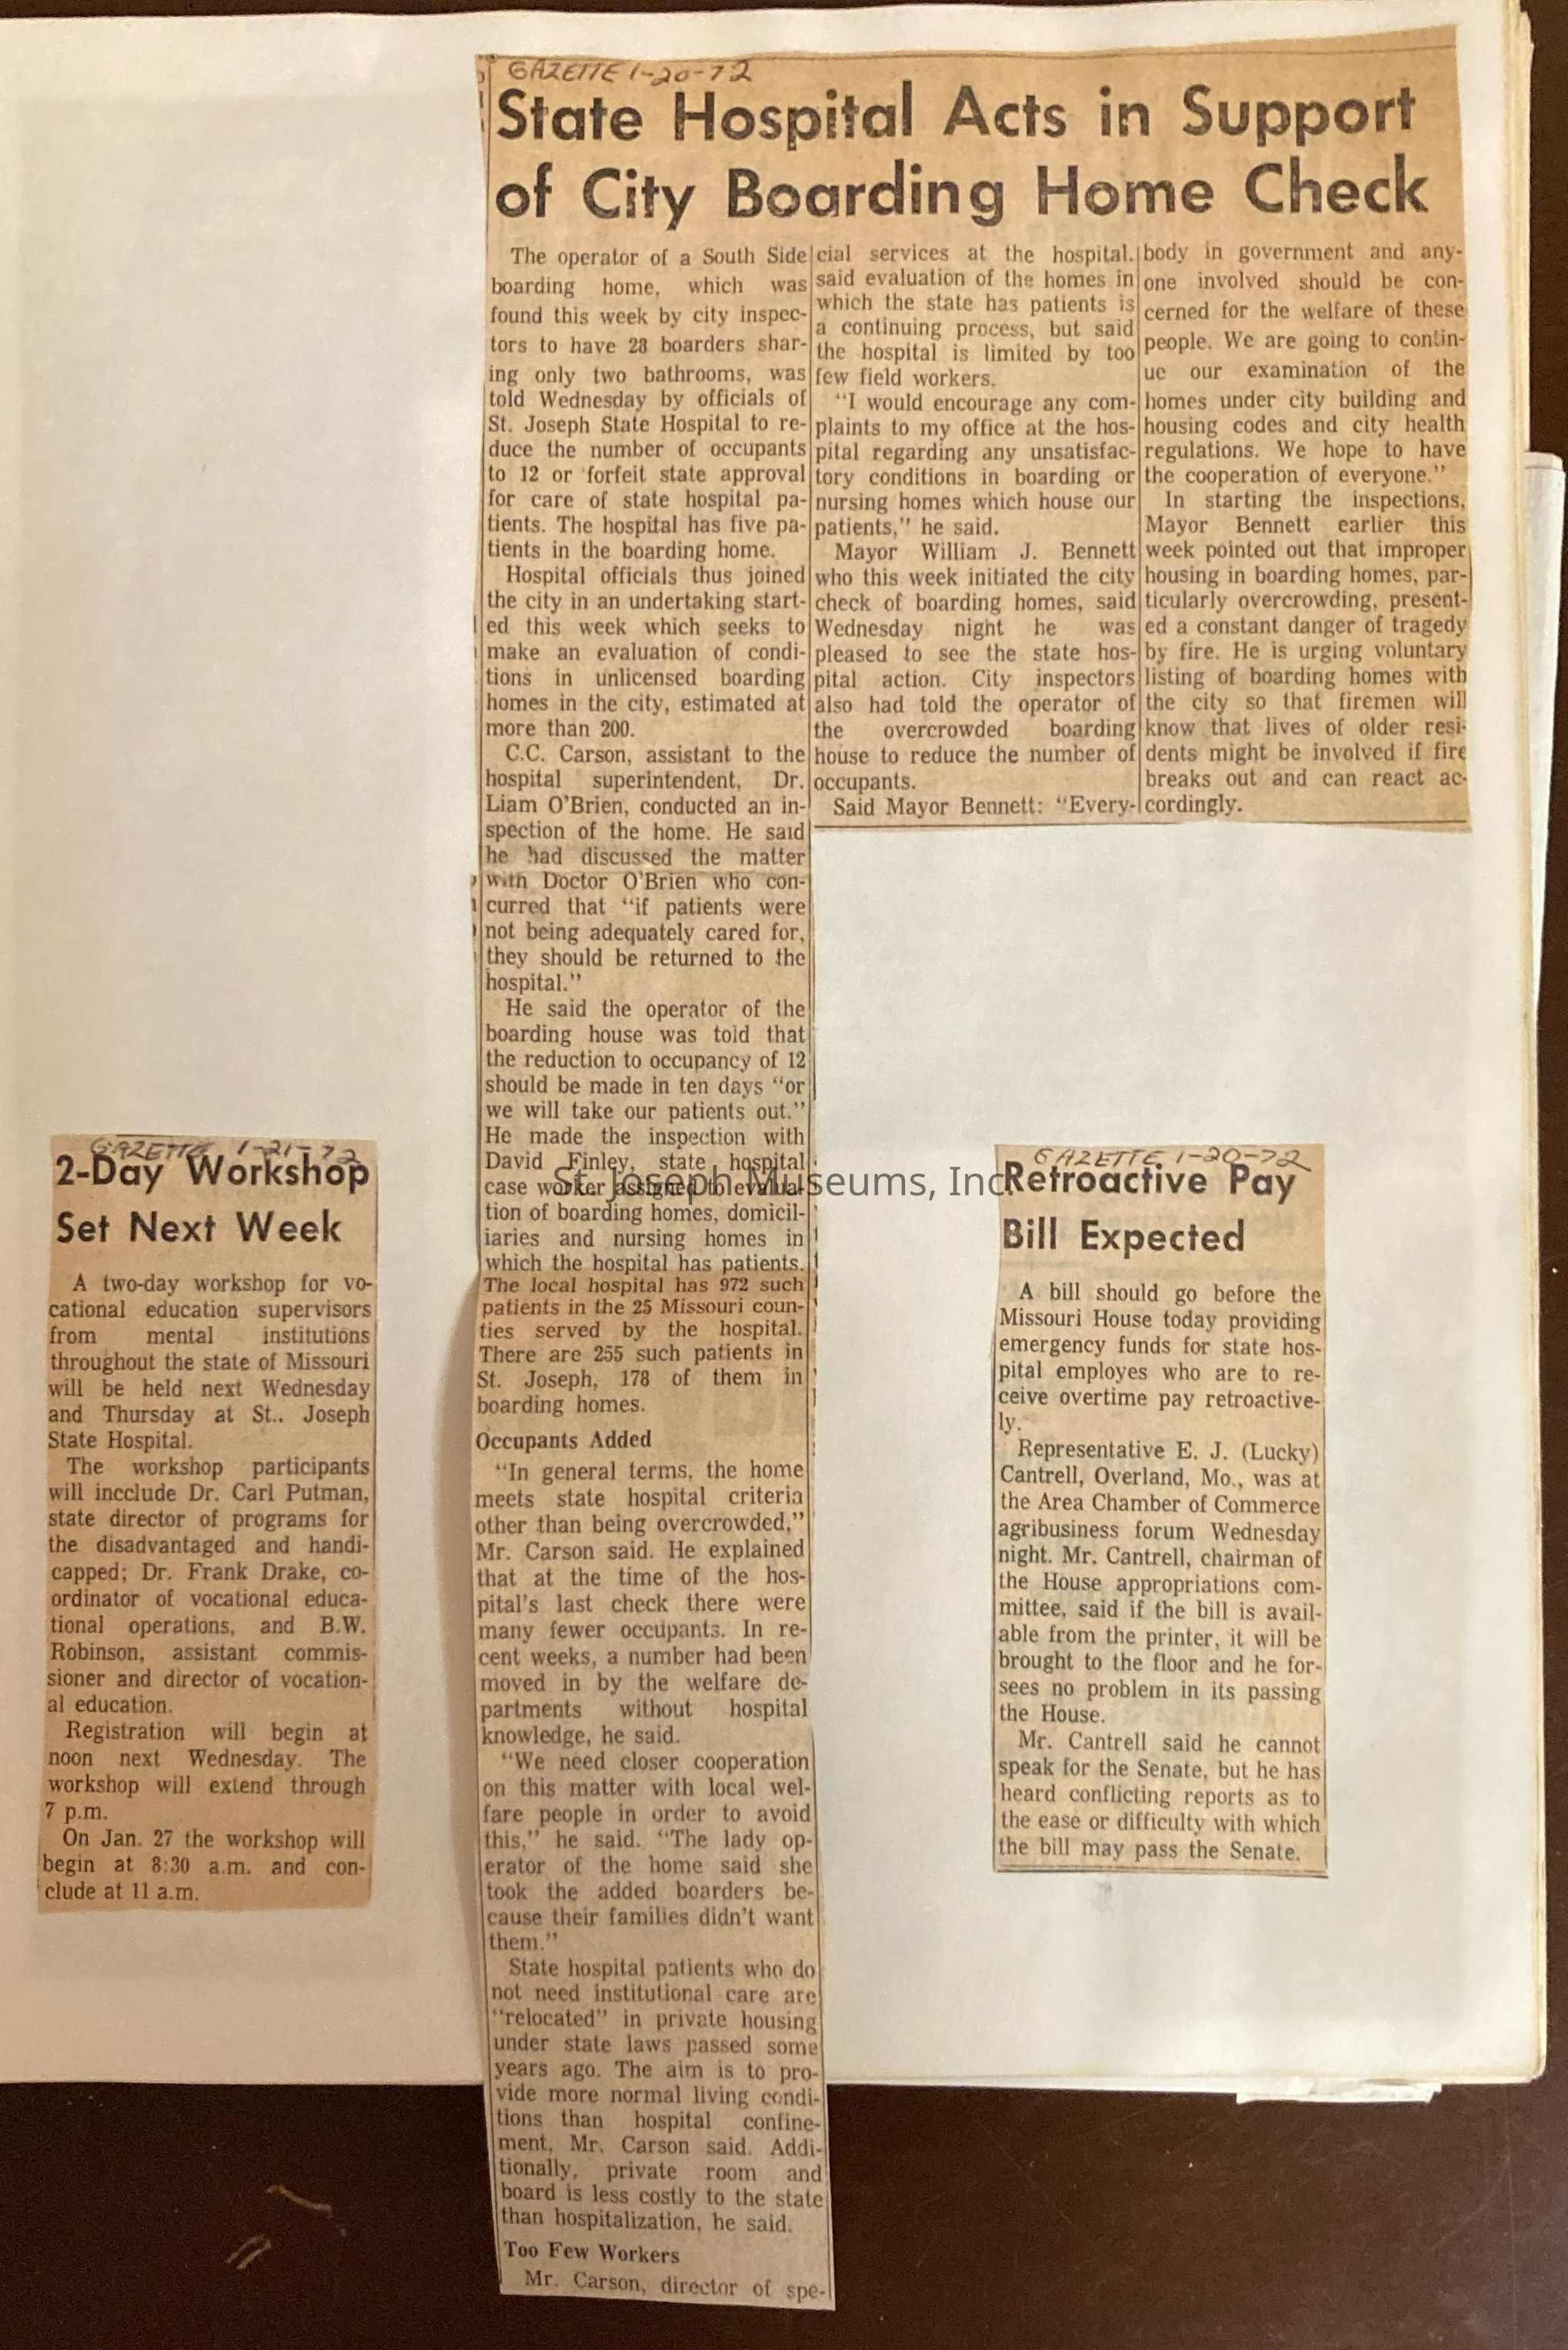 GAZETTE 1-20-72
State Hospital Acts in Support
of City Boarding Home Check
The operator of a South Side
boarding home, which was
found this week by city inspec-
tors to have 28 boarders shar-
ing only two bathrooms, was
told Wednesday by officials of
St. Joseph State Hospital to re-
duce the number of occupants
to 12 or forfeit state approval
for care of state hospital pa-
tients. The hospital has five pa-
tients in the boarding home.
Hospital officials thus joined
the city in an undertaking start-
ed this week which seeks to
make an evaluation of condi-
tions in unlicensed boarding
homes in the city, estimated at
more than 200.
C.C. Carson, assistant to the
hospital superintendent, Dr.
Liam O'Brien, conducted an in-
spection of the home. He said
he had discussed the matter
with Doctor O'Brien who con-
curred that "if patients were
not being adequately cared for,
they should be returned to the
hospital."
He said the operator of the
boarding house was told that
the reduction to occupancy of 12
should be made in ten days "or
we will take our patients out."
He made the inspection with
David Finley, state hospital
case worker assigned to evalua-
tion of boarding homes, domicil-
iaries and nursing homes in
which the hospital has patients.
The local hospital has 972 such
patients in the 25 Missouri coun-
ties served by the hospital.
There are 255 such patients in
St. Joseph, 178 of them in
boarding homes.
Occupants Added
"In general terms, the home
meets state hospital criteria
other than being overcrowded,"
Mr. Carson said. He explained
that at the time of the hos-
pital's last check there were
many fewer occupants. In re-
cent weeks, a number had been
moved in by the welfare de-
partments without hospital
knowledge, he said.
"We need closer cooperation
on this matter with local wel-
fare people in order to avoid
this," he said. "The lady op-
erator of the home said she
took the added boarders be-
cause their families didn't want
them."
State hospital patients who do
not need institutional care are
"relocated" in private housing
under state laws passed some
years ago. The aim is to pro-
vide more normal living condi-
tions than hospital confine-
ment, Mr. Carson said. Addi-
tionally, private room and
board is less costly to the state
than hospitalization, he said.
Too Few Workers
Mr. Carson, director of spe-
cial services at the hospital.
said evaluation of the homes in
which the state has patients is
a continuing process, but said
the hospital is limited by too
few field workers.
"I would encourage any com-
plaints to my office at the hos-
pital regarding any unsatisfac-
tory conditions in boarding or
nursing homes which house our
patients," he said.
Mayor William J. Bennett
who this week initiated the city
check of boarding homes, said
Wednesday night he was
pleased to see the state hos-
pital action. City inspectors
also had told the operator of
the overcrowded boarding
house to reduce the number of
occupants.
Said Mayor Bennett: "Every-
body in government and any-
one involved should be con-
cerned for the welfare of these
people. We are going to contin-
ue our examination of the
homes under city building and
housing codes and city health
regulations. We hope to have
the cooperation of everyone."
In starting the inspections,
Mayor Bennett earlier this
week pointed out that improper
housing in boarding homes, par-
ticularly overcrowding, present-
ed a constant danger of tragedy
by fire. He is urging voluntary
listing of boarding homes with
the city so that firemen will
know that lives of older resi-
dents might be involved if fire
breaks out and can react ac-
cordingly.
GAZETTE 1-21-72
2-Day Workshop
Set Next Week
A two-day workshop for vo-
cational education supervisors
from mental institutions
throughout the state of Missouri
will be held next Wednesday
and Thursday at St.. Joseph
State Hospital.
The workshop participants
will incclude Dr. Carl Putman,
state director of programs for
the disadvantaged and handi-
capped; Dr. Frank Drake, co-
ordinator of vocational educa-
tional operations, and B.W.
Robinson, assistant commis-
sioner and director of vocation-
al education.
Registration will begin at
noon next Wednesday. The
workshop will extend through
7 p.m.
On Jan. 27 the workshop will
begin at 8:30 a.m. and con-
clude at 11 a.m.
GAZETTE 1-20-72
Retroactive Pay
Bill Expected
A bill should go before the
Missouri House today providing
emergency funds for state hos-
pital employes who are to re-
ceive overtime pay retroactive-
ly.
Representative E. J. (Lucky)
Cantrell, Overland, Mo., was at
the Area Chamber of Commerce
agribusiness forum Wednesday
night. Mr. Cantrell, chairman of
the House appropriations com-
mittee, said if the bill is avail-
able from the printer, it will be
brought to the floor and he for-
sees no problem in its passing
the House.
Mr. Cantrell said he cannot
speak for the Senate, but he has
heard conflicting reports as to
the ease or difficulty with which
the bill may pass the Senate.
St. Joseph Museums, Inc.